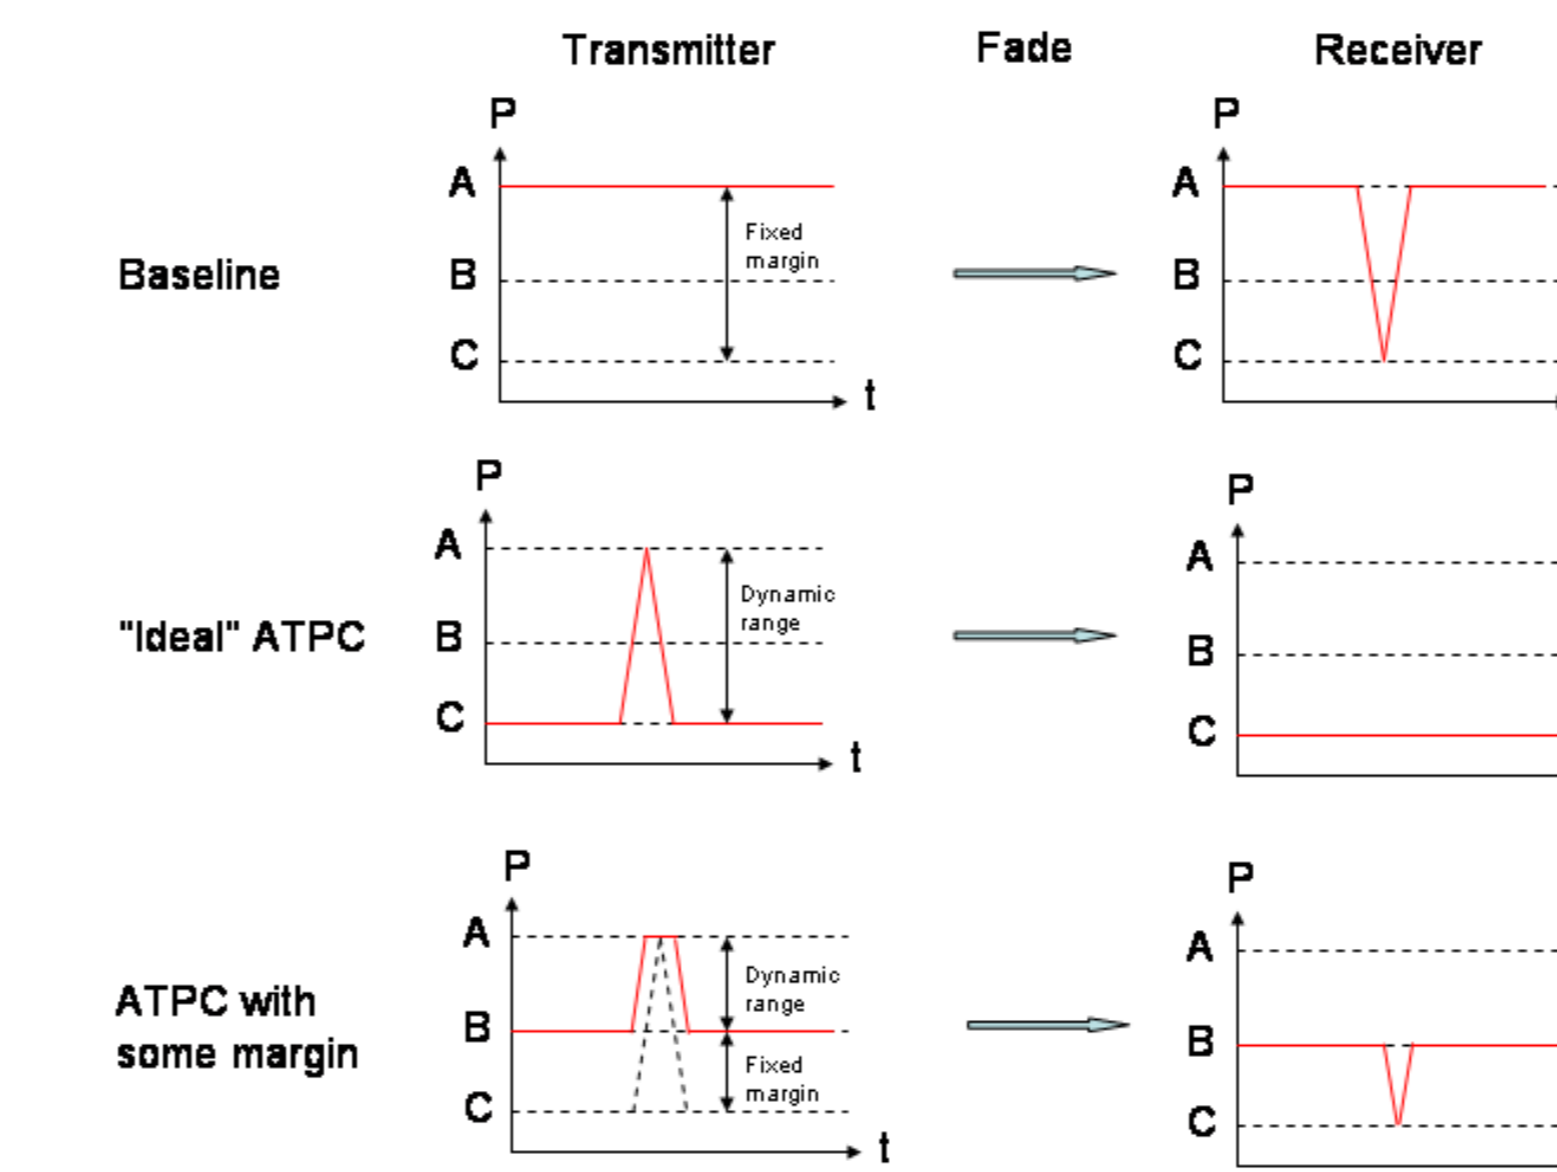 Transmitter
Fade
Receiver
P
P
A
A
Fixed
margin
Baseline
B
B
C
C
t
P
P
A
A
Dynamic
range
"Ideal" ATPC
B
B
C
C
t
P
P
A
A
Dynamic
range
ATPC with
some margin
B
B
Fixed
margin
C
C
t